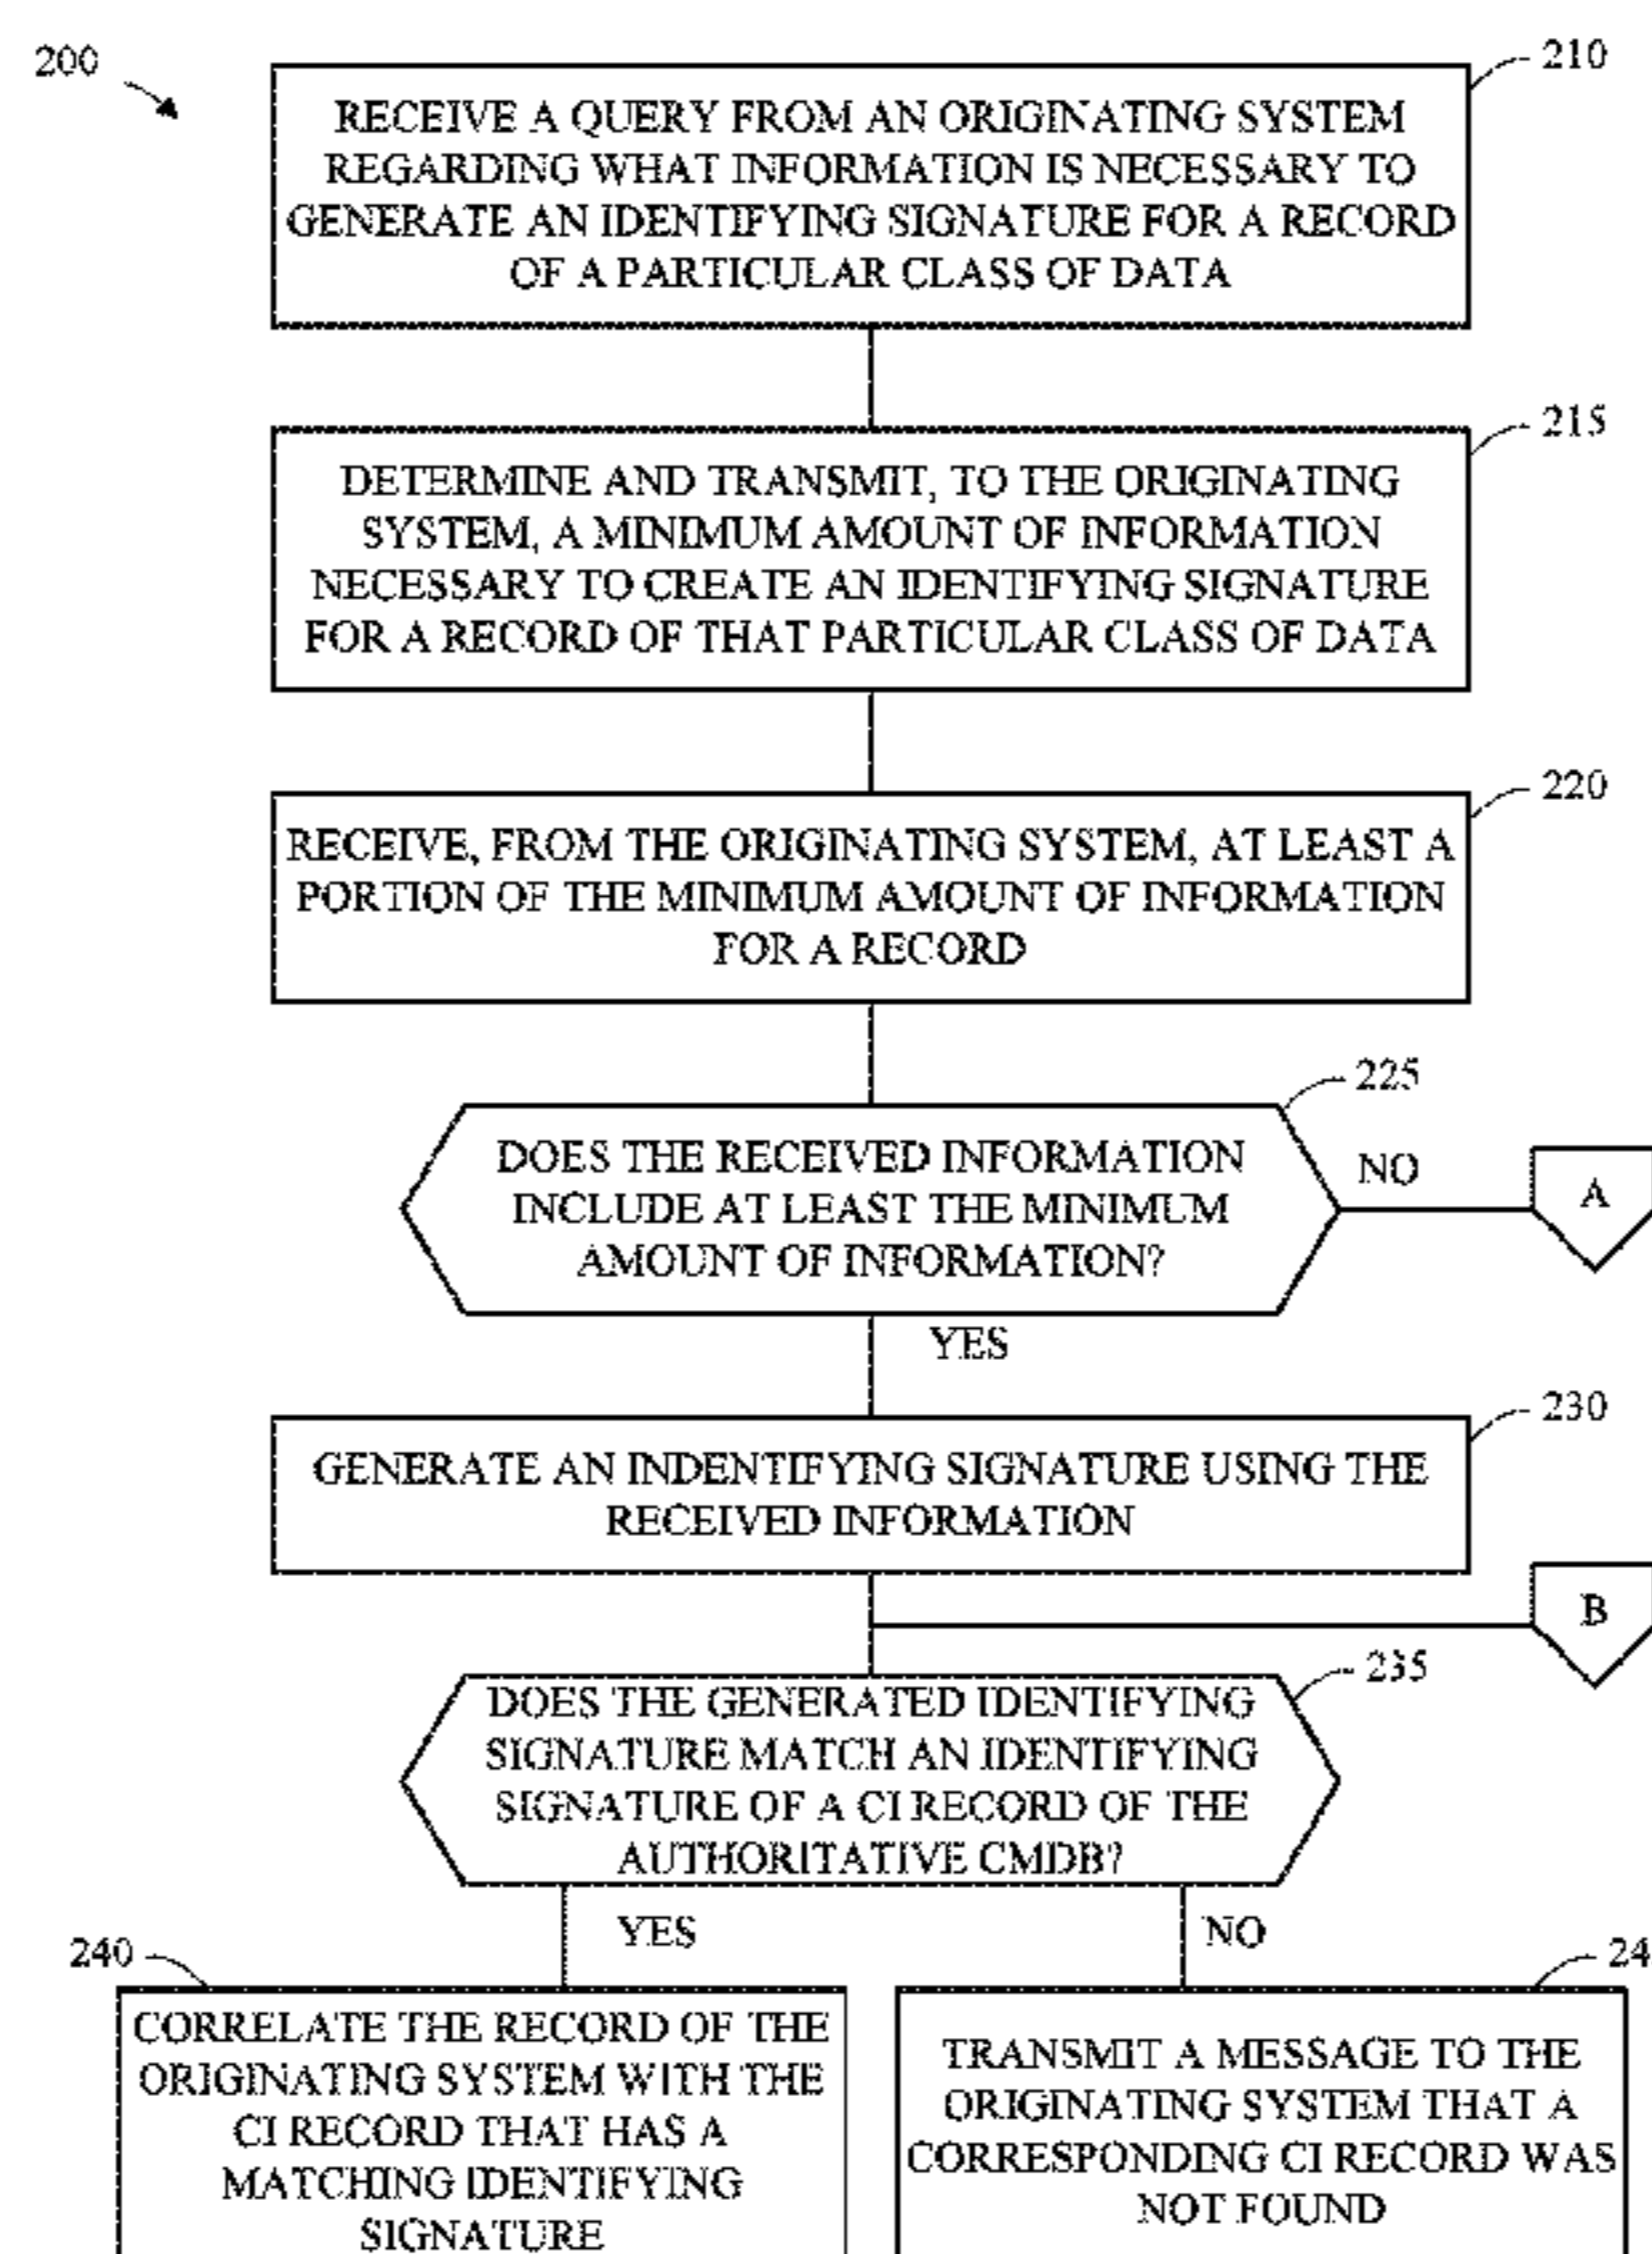 200
210
RECEIVE A QUERY FROM AN ORIGINATING SYSTEM
REGARDING WHAT INFORMATION IS NECESSARY TO
GENERATE AN IDENTIFYING SIGNATURE FOR A RECORD
OF A PARTICULAR CLASS OF DATA
215
DETERMINE AND TRANSMIT, TO THE ORIGINATING
SYSTEM, A MINIMUM AMOUNT OF INFORMATION
NECESSARY TO CREATE AN IDENTIFYING SIGNATURE
FOR A RECORD OF THAT PARTICULAR CLASS OF DATA
220
RECEIVE, FROM THE ORIGINATING SYSTEM, AT LEAST A
PORTION OF THE MINIMUM AMOUNT OF INFORMATION
FOR A RECORD
225
DOES THE RECEIVED INFORMATION
INCLUDE AT LEAST THE MINIMUM
AMOUNT OF INFORMATION?
NO
A
YES
230
GENERATE AN INDENTIFYING SIGNATURE USING THE
RECEIVED INFORMATION
B
235
DOES THE GENERATED IDENTIFYING
SIGNATURE MATCH AN IDENTIFYING
SIGNATURE OF A CI RECORD OF THE
AUTHORITATIVE CMDB?
YES
NO
240
CORRELATE THE RECORD OF THE
ORIGINATING SYSTEM WITH THE
CI RECORD THAT HAS A
MATCHING IDENTIFYING
SIGNATURE
24
TRANSMIT A MESSAGE TO THE
ORIGINATING SYSTEM THAT A
CORRESPONDING CI RECORD WAS
NOT FOUND